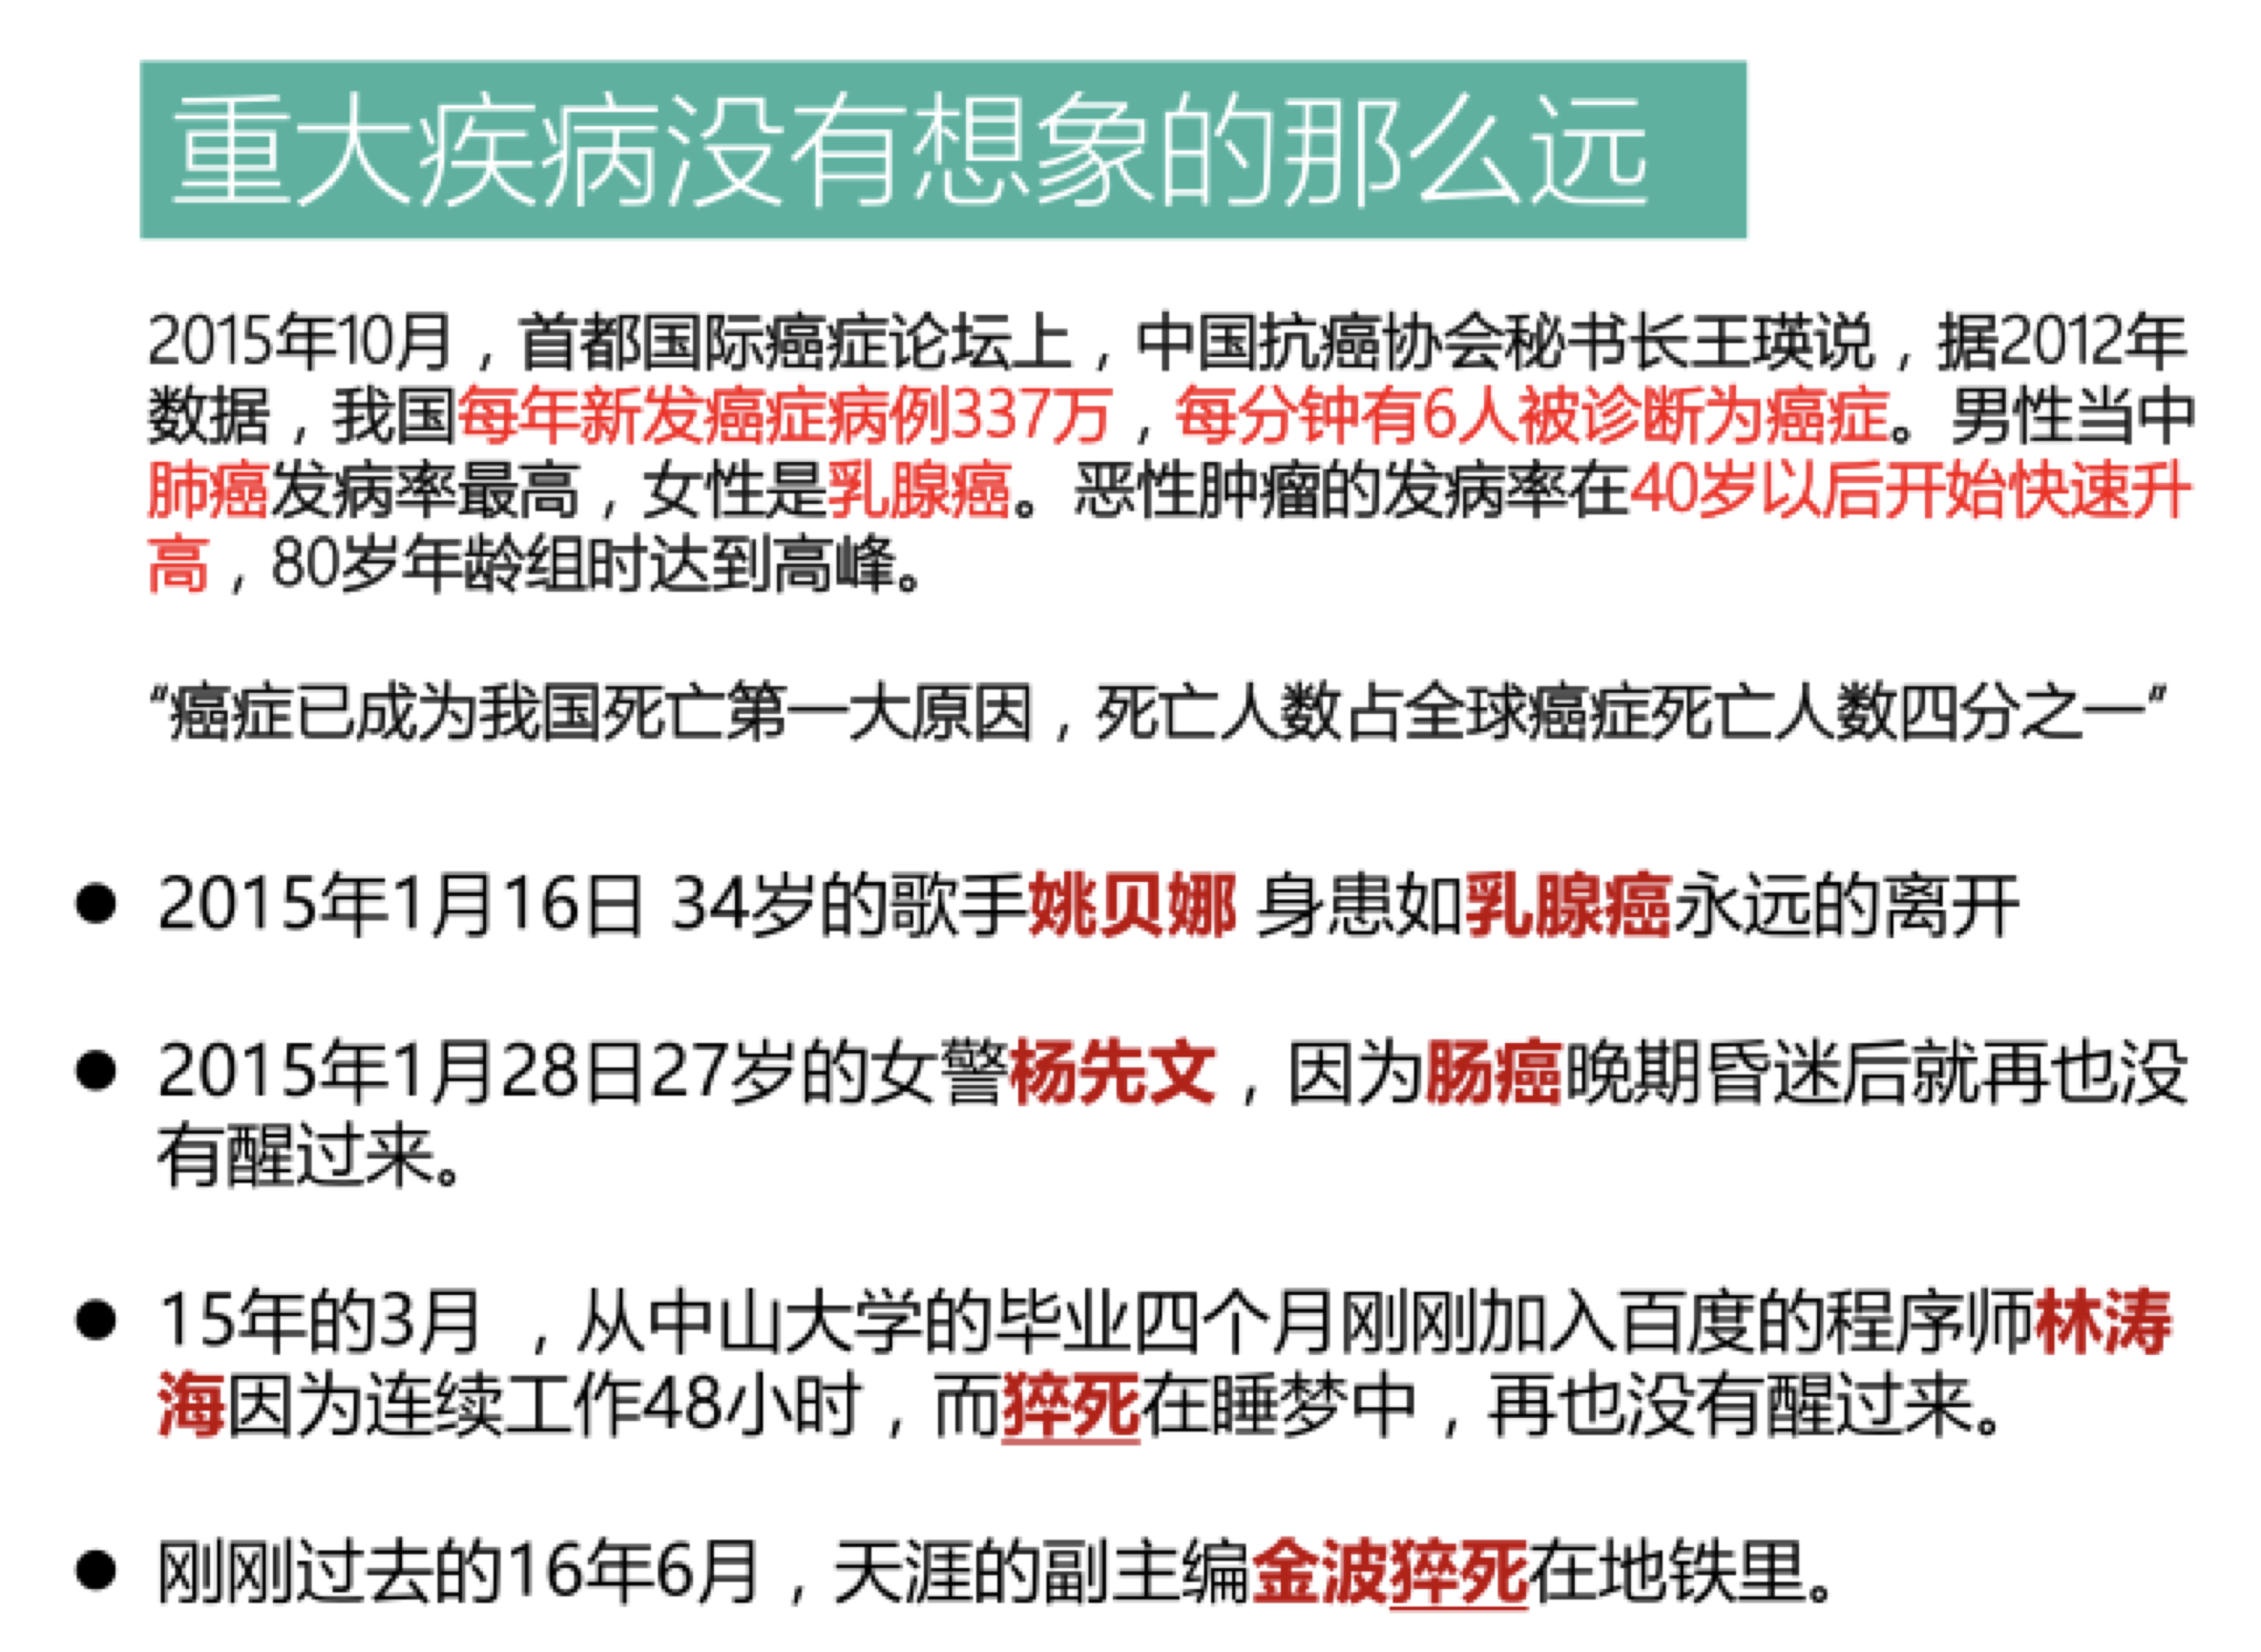 重大疾病没有想象的那么远
2015年10月，首都国际癌症论坛上，中国抗癌协会秘书长王瑛说，据2012年
数据，我国每年新发癌症病例337万，每分钟有6人被诊断为癌症。男性当中
肺癌发病率最高，女性是乳腺癌。恶性肿瘤的发病率在40岁以后开始快速升
高，80岁年龄组时达到高峰。
“癌症已成为我国死亡第一大原因，死亡人数占全球癌症死亡人数四分之一”
● 2015年1月16日 34岁的歌手姚贝娜 身患如乳腺癌永远的离开
● 2015年1月28日27岁的女警杨先文，因为肠癌晚期昏迷后就再也没
有醒过来。
● 15年的3月 ，从中山大学的毕业四个月刚刚加入百度的程序师林涛
海因为连续工作48小时，而猝死在睡梦中，再也没有醒过来。
● 刚刚过去的16年6月，天涯的副主编金波猝死在地铁里。